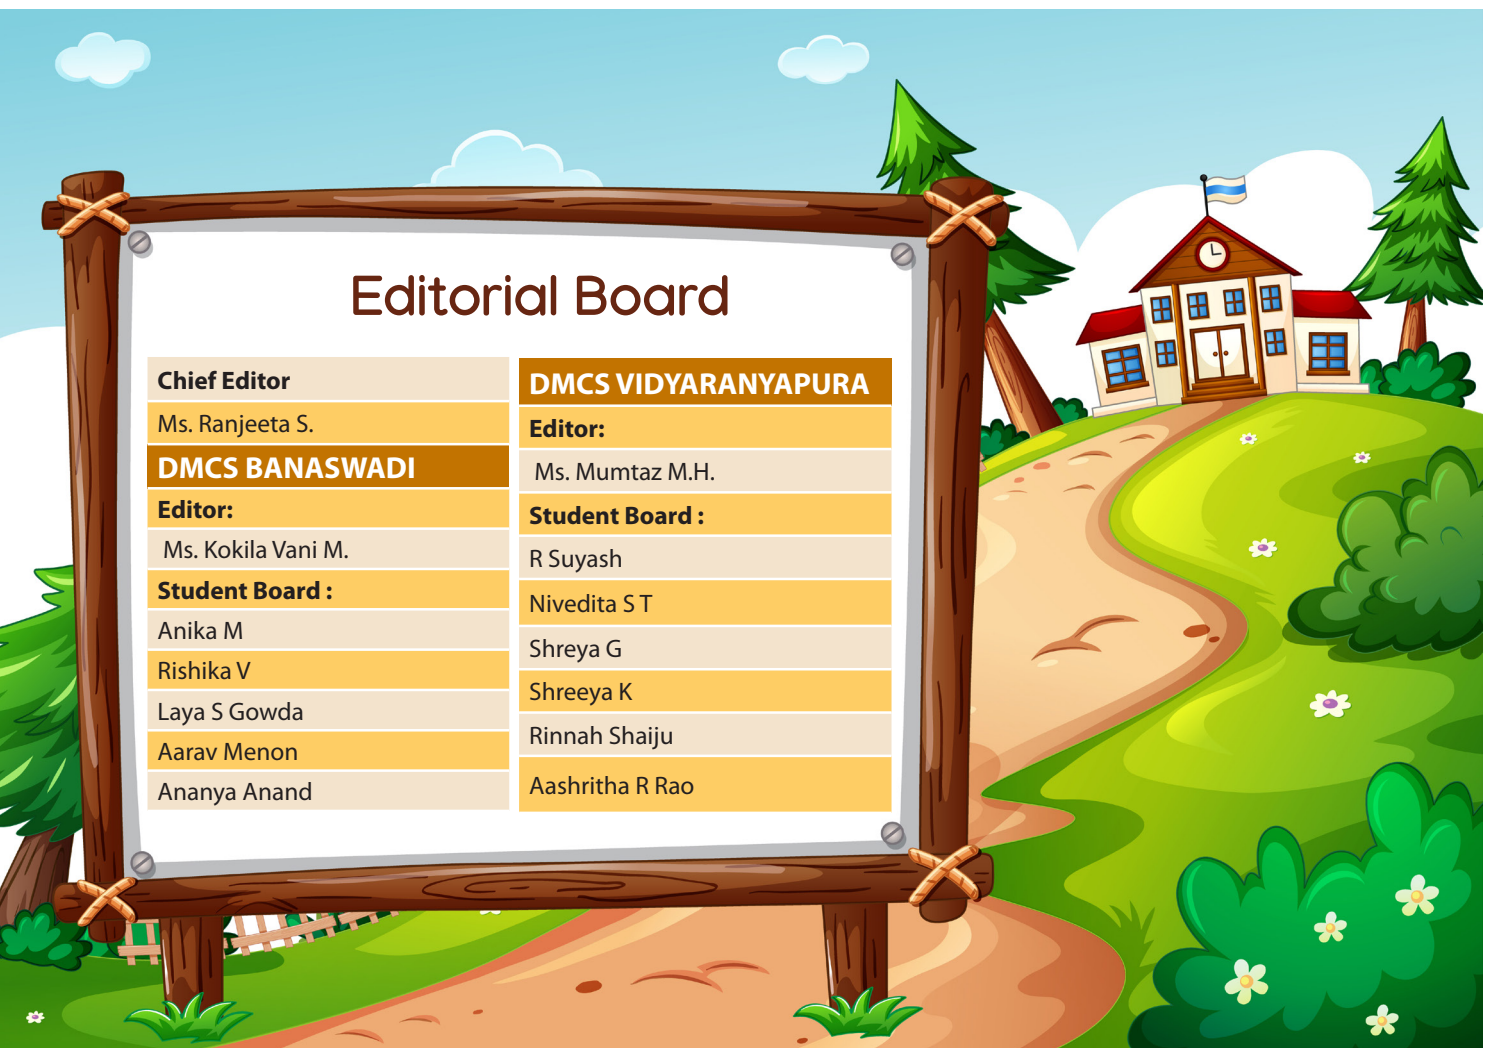 Editorial Board
Chief Editor
Ms. Ranjeeta S.
DMCS BANASWADI
Editor:
Ms. Kokila Vani M.
Student Board :
Anika M
Rishika V
Laya S Gowda
Aarav Menon
Ananya Anand
DMCS VIDYARANYAPURA
Editor:
Ms. Mumtaz M.H.
Student Board :
R Suyash
Nivedita S T
Shreya G
Shreeya K
Rinnah Shaiju
Aashritha R Rao